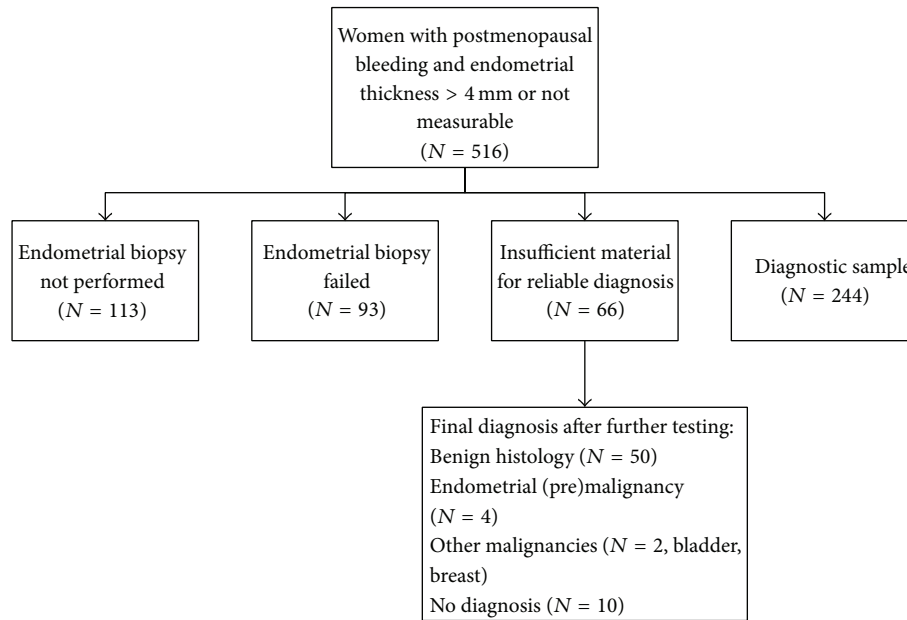 Women with postmenopausal
bleeding and endometrial
thickness > 4 mm or not
measurable
(N = 516)
Endometrial biopsy
not performed
(N = 113)
Endometrial biopsy
failed
(N = 93)
Insufficient material
for reliable diagnosis
(N = 66)
Diagnostic sample
(N = 244)
Final diagnosis after further testing:
Benign histology (N = 50)
Endometrial (pre)malignancy
(N = 4)
Other malignancies (N = 2, bladder,
breast)
No diagnosis (N = 10)